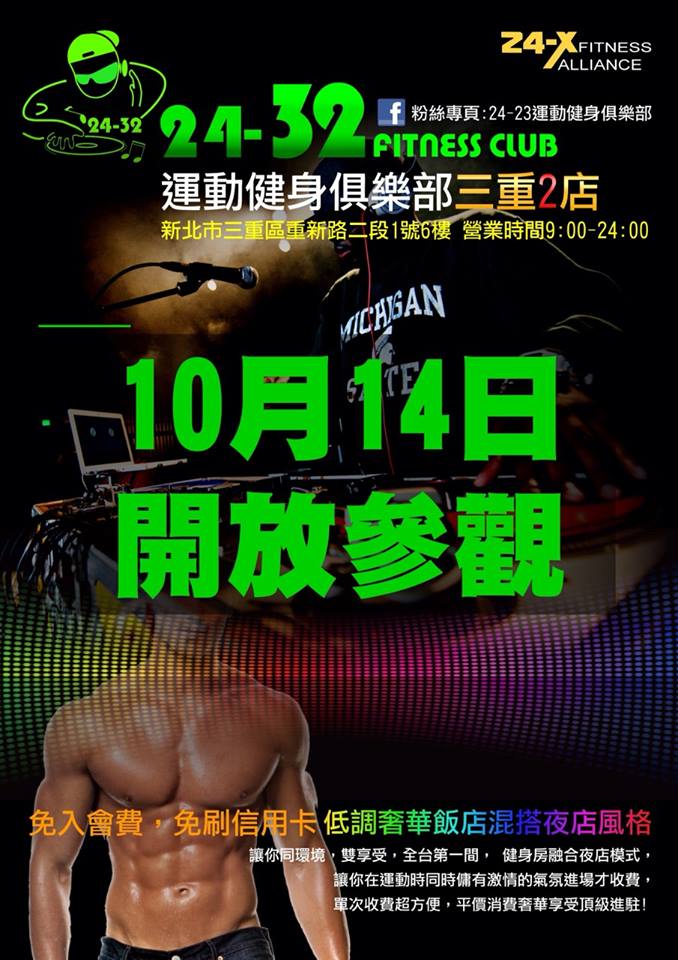 24-X FITNESS
ALLIANCE
24-32
24-32
粉絲專頁:24-23運動健身俱樂部
FITNESS CLUB
運動健身俱樂部三重2店
新北市三重區重新路二段1號6樓 營業時間9:00-24:00
MICHIGAN
STATE
10月14日
開放參觀
免入會費，免刷信用卡 低調奢華飯店混搭夜店風格
讓你同環境，雙享受，全台第一間， 健身房融合夜店模式，
讓你在運動時同時傭有激情的氣氛進場才收費，
單次收費超方便，平價消費奢華享受頂級進駐!